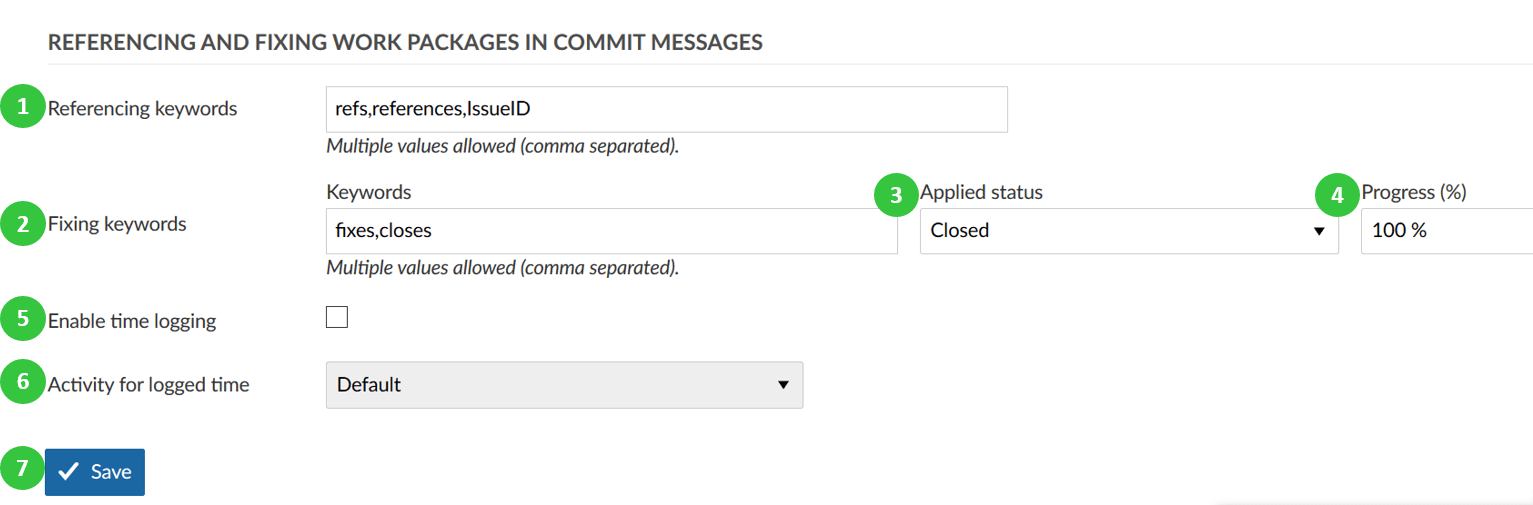 REFERENCING AND FIXING WORK PACKAGES IN COMMIT MESSAGES
1 Referencing keywords refs,references,IssueID
Multiple values allowed (comma separated).
Keywords 3 Applied status 4 Progress (%)
2 Fixing keywords fixes,closes Closed 100 %
Multiple values allowed (comma separated).
5 Enable time logging
6 Activity for logged time Default
7 Save